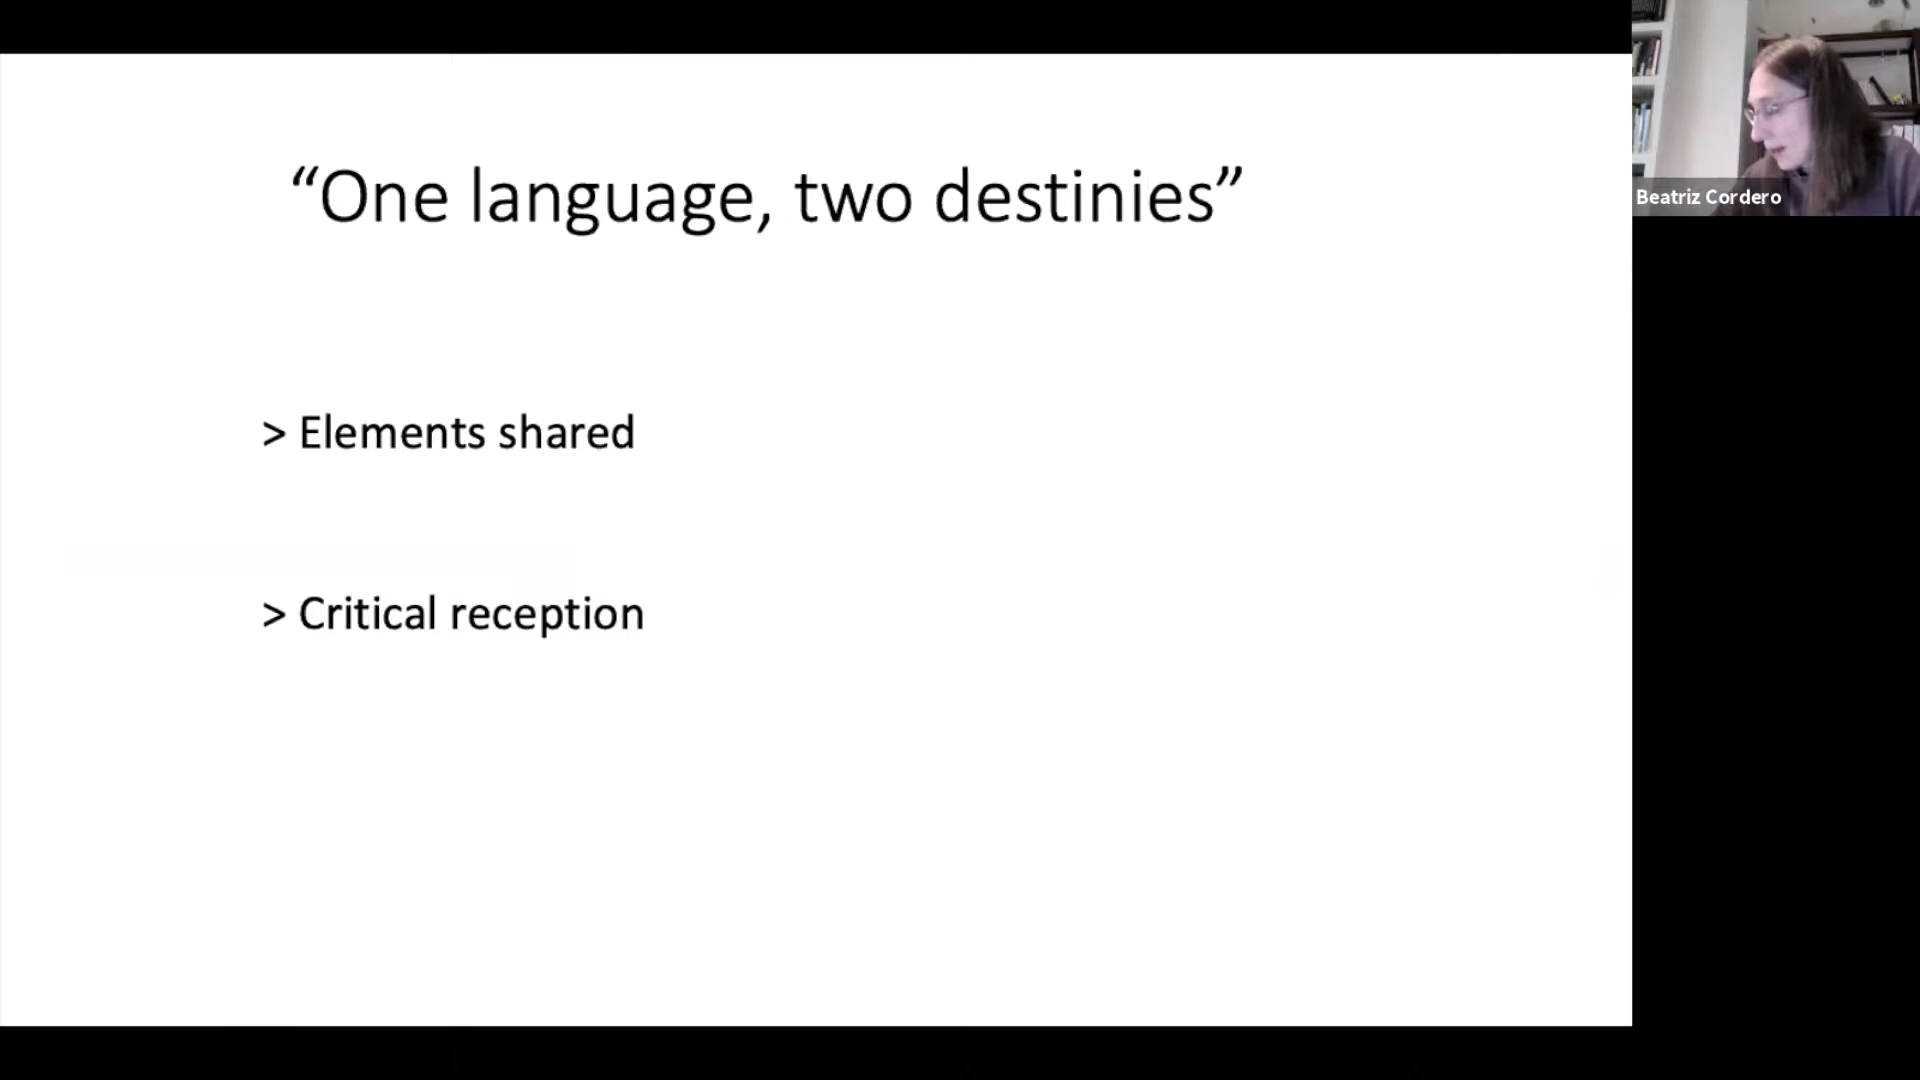 “One language, two destinies”
> Elements shared
> Critical reception
Beatriz Cordero